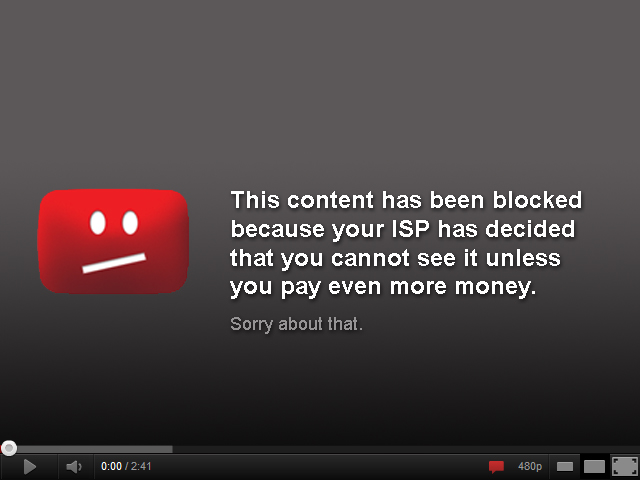 This content has been blocked
because your ISP has decided
that you cannot see it unless
you pay even more money.
Sorry about that.
0:00 / 2:41
480p